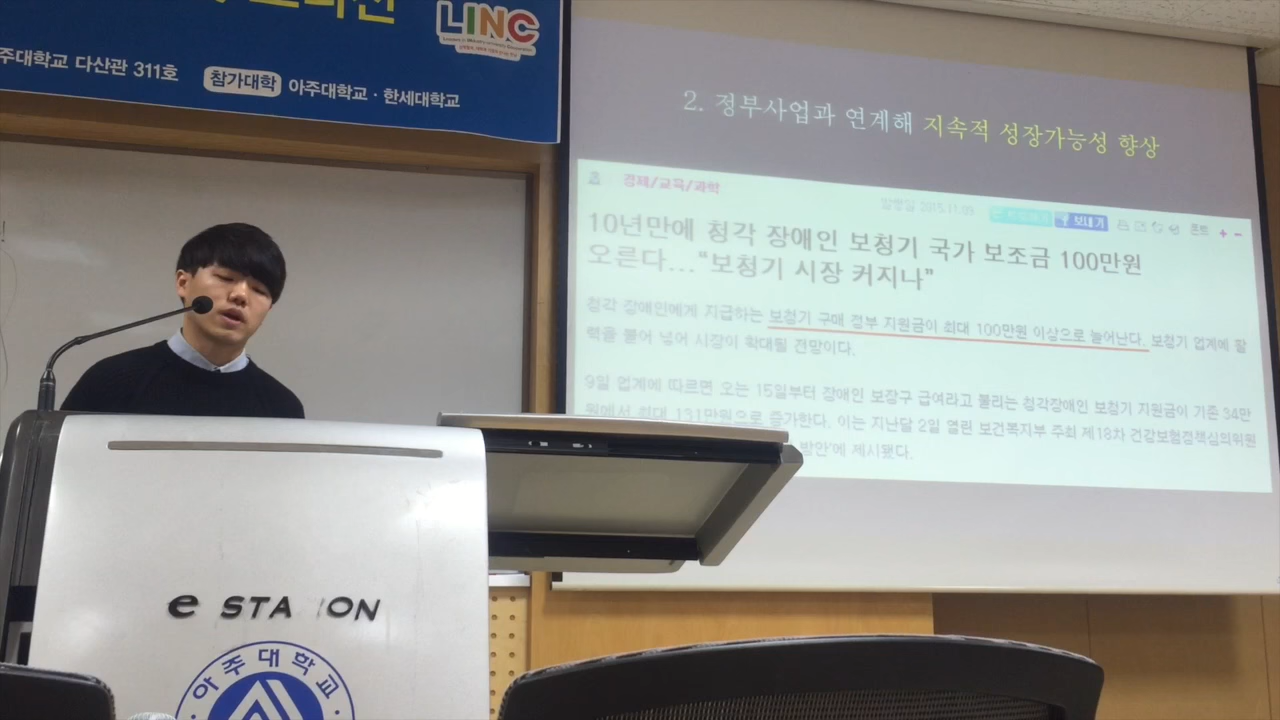 LINC
주대학교 다산관 311호
참가대학 아주대학교 · 한세대학교
2. 정부사업과 연계해 지속적 성장가능성 향상
경제/교육/과학
발행일 2015.11.09
보내기
폰트 + -
10년만에 청각 장애인 보청기 국가 보조금 100만원
오른다..."보청기 시장 커지나"
청각 장애인에게 지급하는 보청기 구매 정부 지원금이 최대 100만원 이상으로 늘어난다. 보청기 업계에 활
력을 불어 넣어 시장이 확대될 전망이다.
9일 업계에 따르면 오는 15일부터 장애인 보장구 급여라고 불리는 청각장애인 보청기 지원금이 기존 34만
원에서 최대 131만원으로 증가한다. 이는 지난달 2일 열린 보건복지부 주최 제18차 건강보험정책심의위원
방안'에 제시됐다.
e STA ION
아주대학교